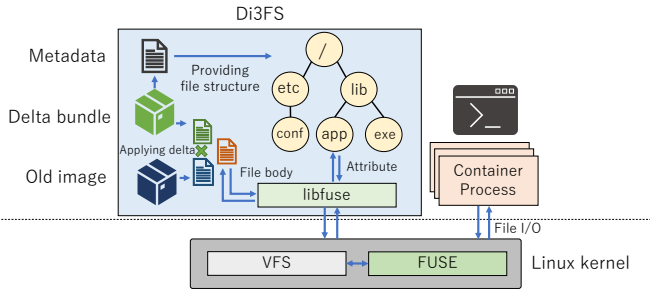 Di3FS
Metadata
Providing
file structure
/
etc
lib
conf
app
exe
Delta bundle
Applying delta
Old image
File body
Attribute
libfuse
>_
Container
Process
File I/O
VFS
FUSE
Linux kernel